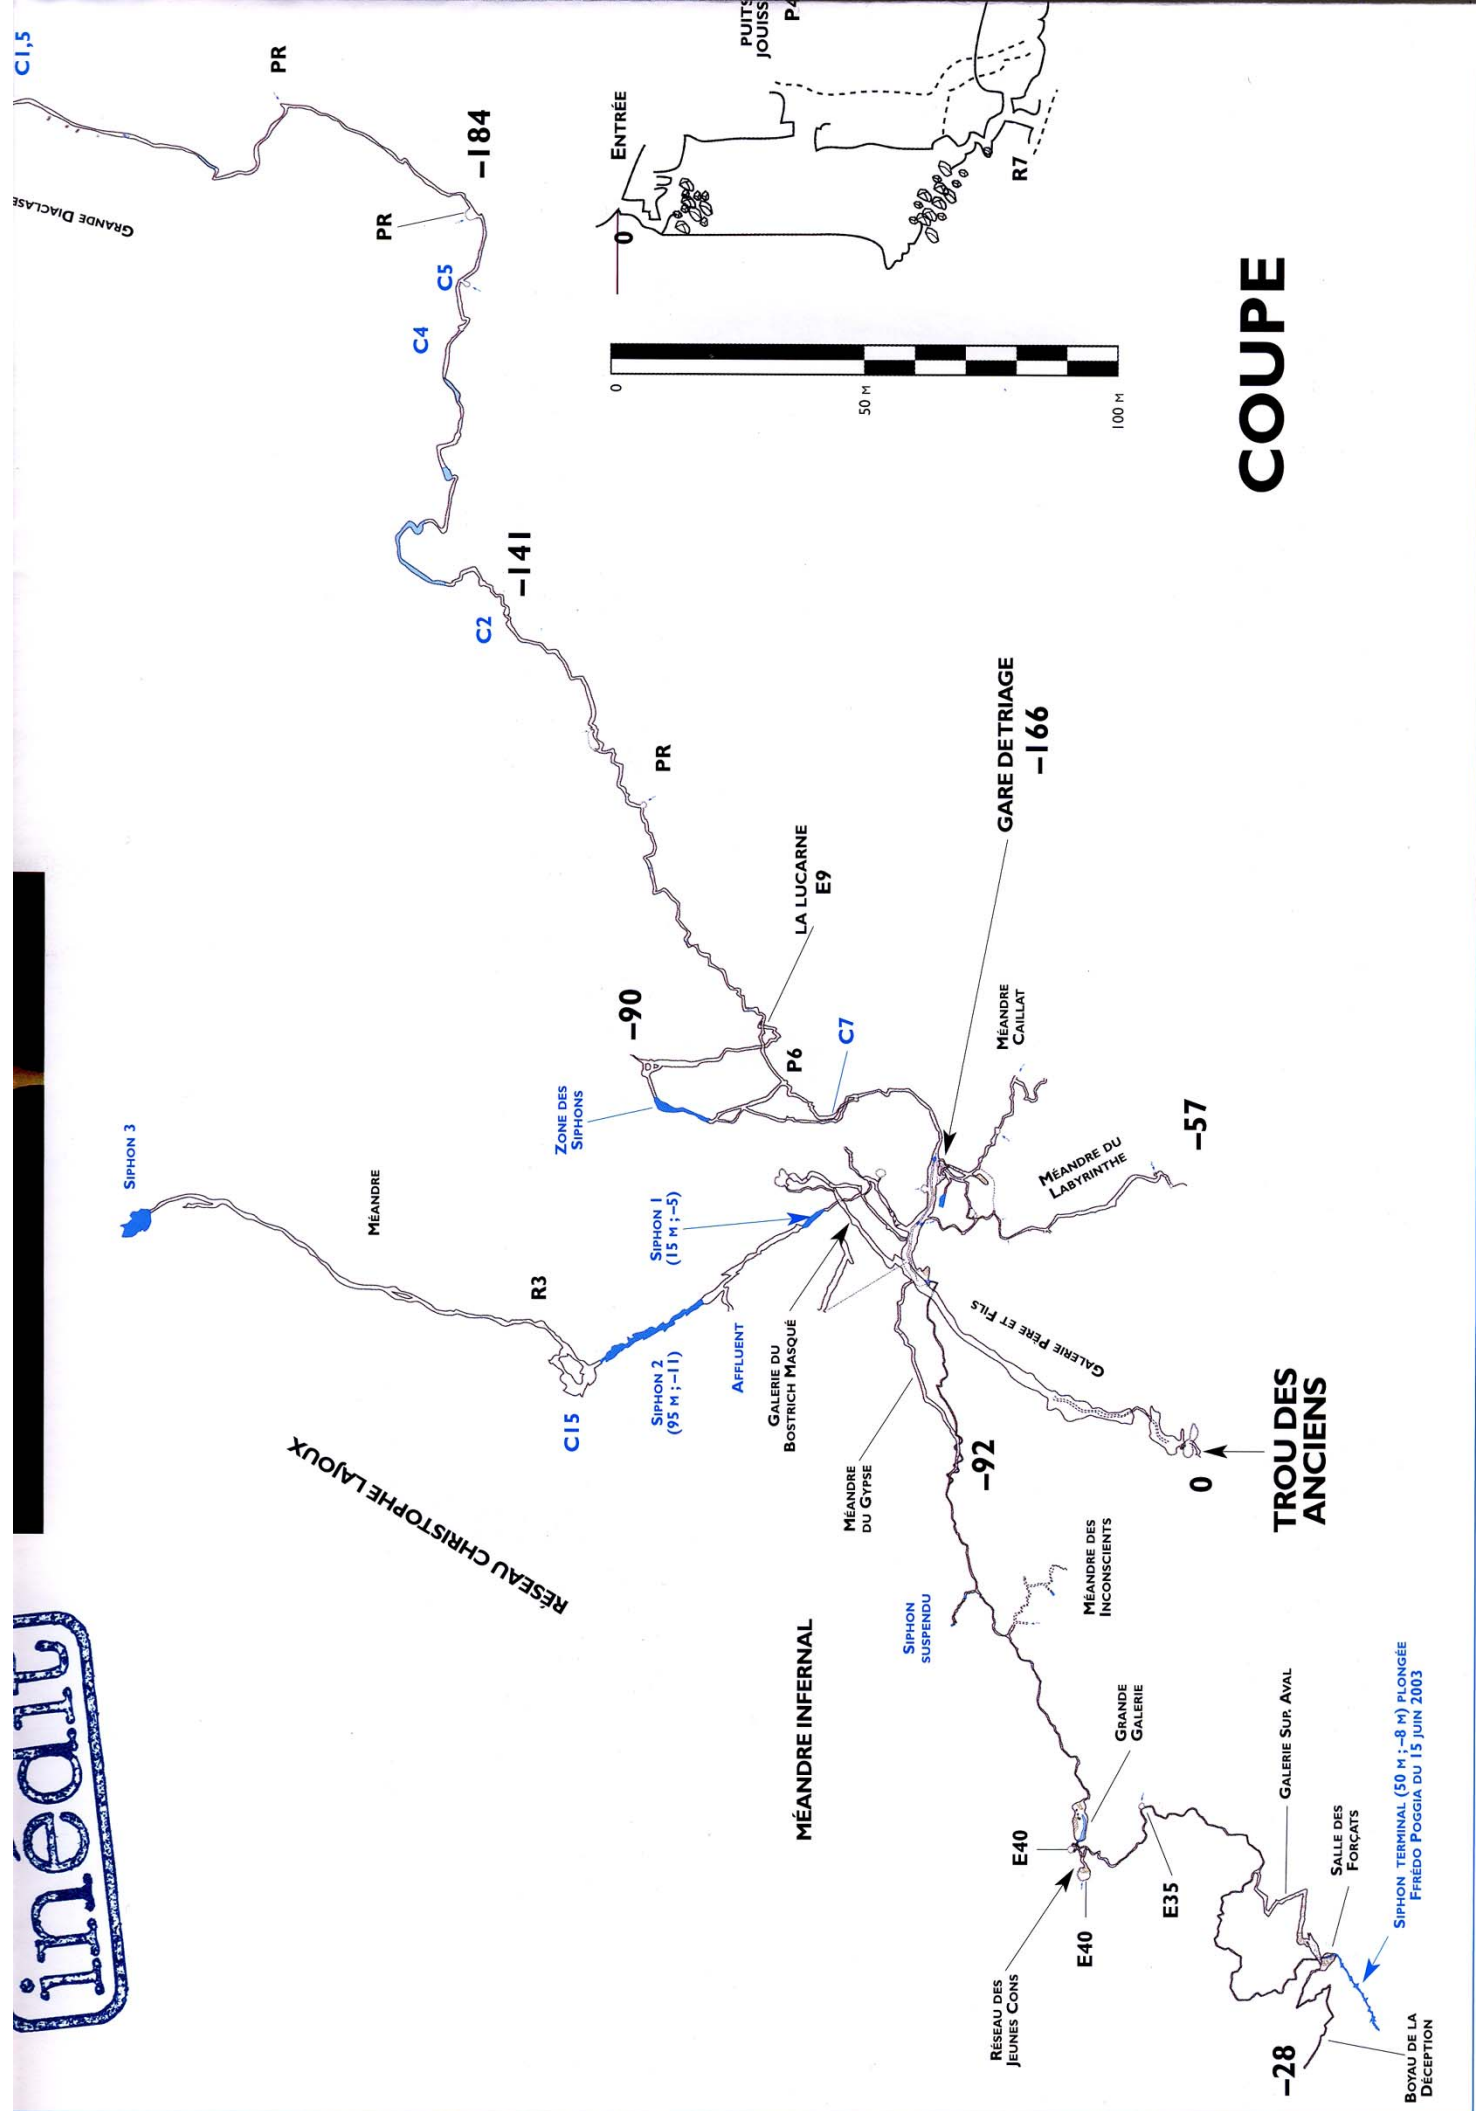 inédit
C1,5
PR
GRANDE DIACLASE
–184
PR
C5
C4
–141
C2
PR
ENTRÉE
0
PUITS
JOUISS
P4
R7
0
50 M
100 M
COUPE
SIPHON 3
MÉANDRE
R3
C15
RÉSEAU CHRISTOPHE LAJOUX
SIPHON 2
(95 M ; –11)
SIPHON 1
(15 M ; –5)
AFFLUENT
ZONE DES
SIPHONS
–90
LA LUCARNE
E9
P6
C7
GARE DE TRIAGE
–166
MÉANDRE
CAILLAT
MÉANDRE DU
LABYRINTHE
–57
GALERIE DU
BOSTRICH MASQUÉ
GALERIE PÈRE ET FILS
MÉANDRE
DU GYPSE
–92
0
TROU DES
ANCIENS
MÉANDRE INFERNAL
SIPHON
SUSPENDU
MÉANDRE DES
INCONSCIENTS
GRANDE
GALERIE
E40
E40
RÉSEAU DES
JEUNES CONS
E35
GALERIE SUP. AVAL
SALLE DES
FORÇATS
SIPHON TERMINAL (50 M ; –8 M) PLONGÉE
FFRÉDO POGGIA DU 15 JUIN 2003
–28
BOYAU DE LA
DÉCEPTION